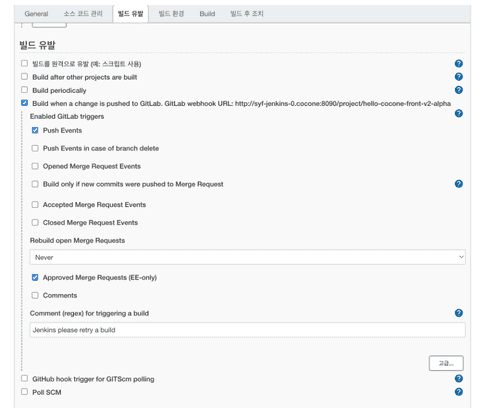 General 소스 코드 관리 빌드 유발 빌드 환경 Build 빌드 후 조치
빌드 유발
빌드를 원격으로 유발 (예: 스크립트 사용)
Build after other projects are built
Build periodically
Build when a change is pushed to GitLab. GitLab webhook URL: http://syf-jenkins-0.cocone:8090/project/hello-cocone-front-v2-alpha
Enabled GitLab triggers
Push Events
Push Events in case of branch delete
Opened Merge Request Events
Build only if new commits were pushed to Merge Request
Accepted Merge Request Events
Closed Merge Request Events
Rebuild open Merge Requests
Never
Approved Merge Requests (EE-only)
Comments
Comment (regex) for triggering a build
Jenkins please retry a build
고급...
GitHub hook trigger for GITScm polling
Poll SCM